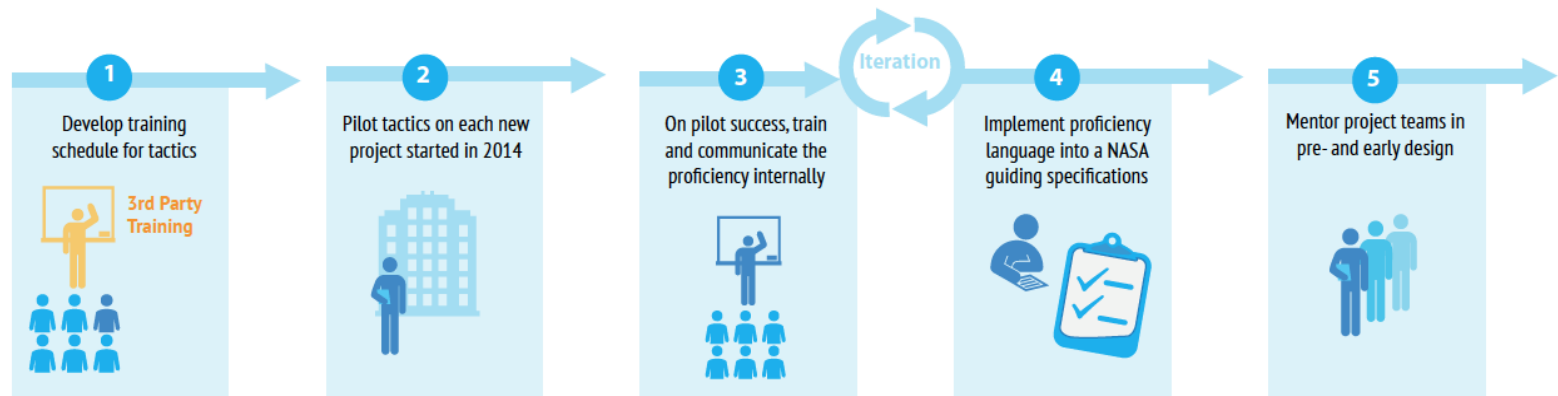 1
Develop training
schedule for tactics
3rd Party
Training
2
Pilot tactics on each new
project started in 2014
3
On pilot success, train
and communicate the
proficiency internally
Iteration
4
Implement proficiency
language into a NASA
guiding specifications
5
Mentor project teams in
pre- and early design